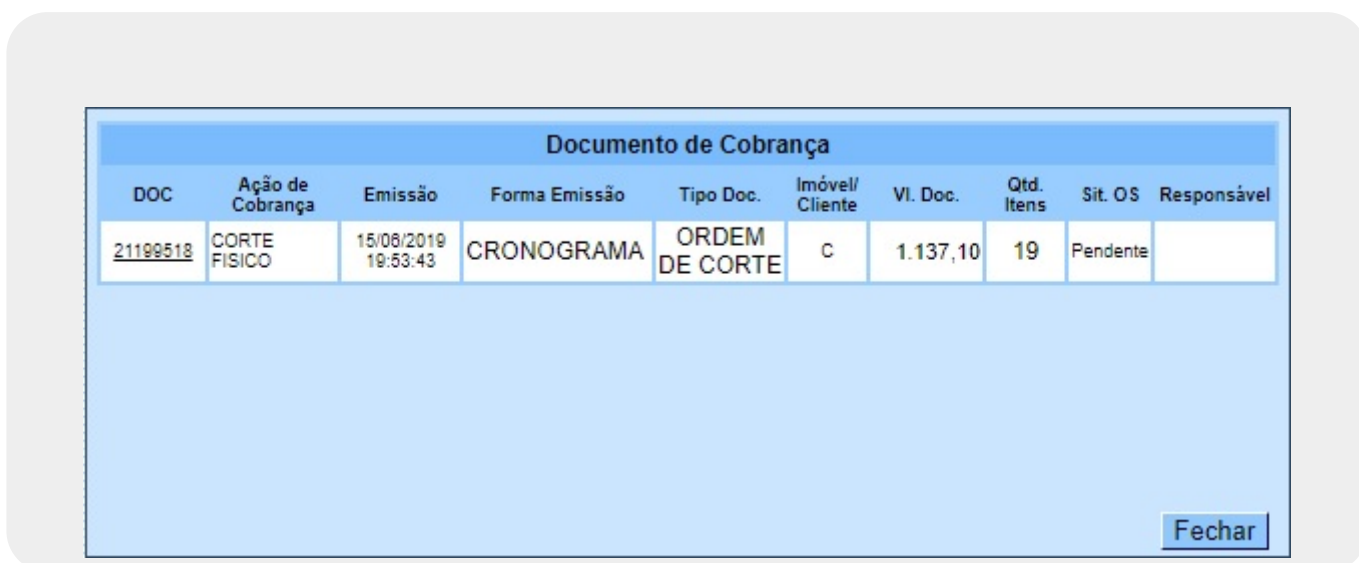 Documento de Cobrança
DOC Ação de Cobrança Emissão Forma Emissão Tipo Doc. Imóvel/ Cliente Vl. Doc. Qtd. Itens Sit. OS Responsável
21199518 CORTE FISICO 15/06/2019 19:53:43 CRONOGRAMA ORDEM DE CORTE C 1.137,10 19 Pendente
Fechar